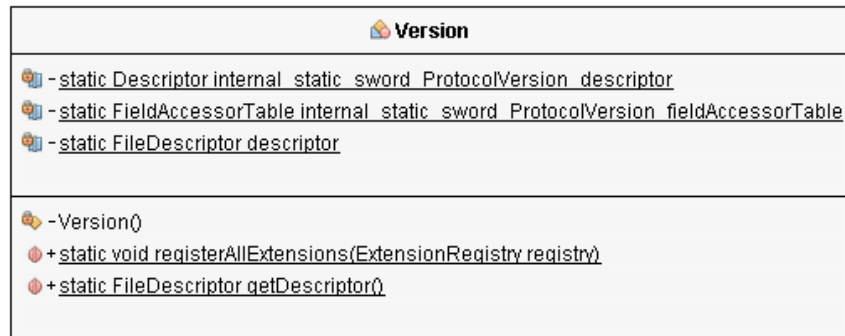 Version
- static Descriptor internal_static_sword_ProtocolVersion_descriptor
- static FieldAccessorTable internal_static_sword_ProtocolVersion_fieldAccessorTable
- static FileDescriptor descriptor
- Version()
+ static void registerAllExtensions(ExtensionRegistry registry)
+ static FileDescriptor getDescriptor()